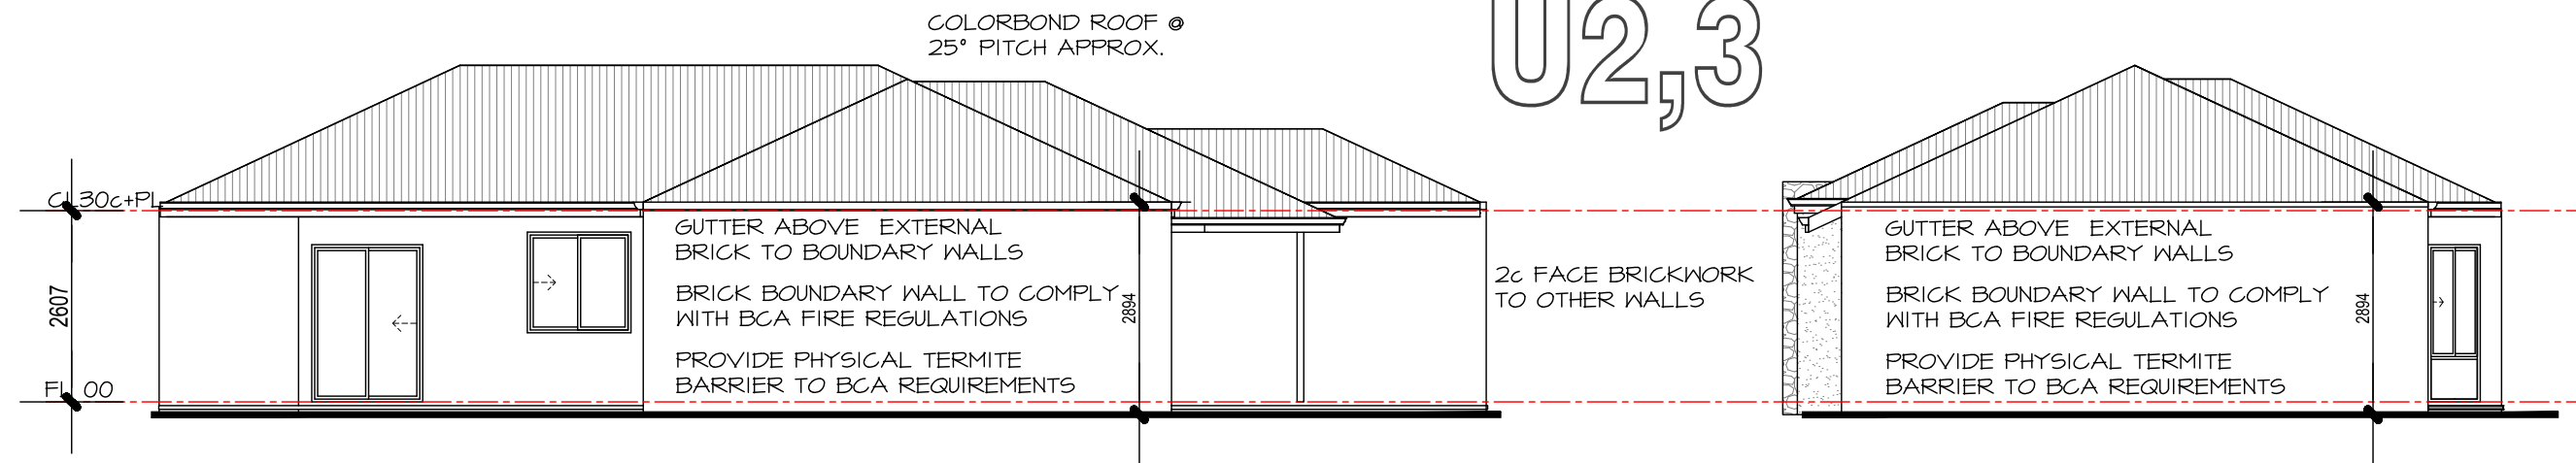 COLORBOND ROOF @
25° PITCH APPROX.
U2,3
CL 30c+PL
FL 00
2607
GUTTER ABOVE EXTERNAL
BRICK TO BOUNDARY WALLS
BRICK BOUNDARY WALL TO COMPLY
WITH BCA FIRE REGULATIONS
PROVIDE PHYSICAL TERMITE
BARRIER TO BCA REQUIREMENTS
2894
2c FACE BRICKWORK
TO OTHER WALLS
GUTTER ABOVE EXTERNAL
BRICK TO BOUNDARY WALLS
BRICK BOUNDARY WALL TO COMPLY
WITH BCA FIRE REGULATIONS
PROVIDE PHYSICAL TERMITE
BARRIER TO BCA REQUIREMENTS
2894